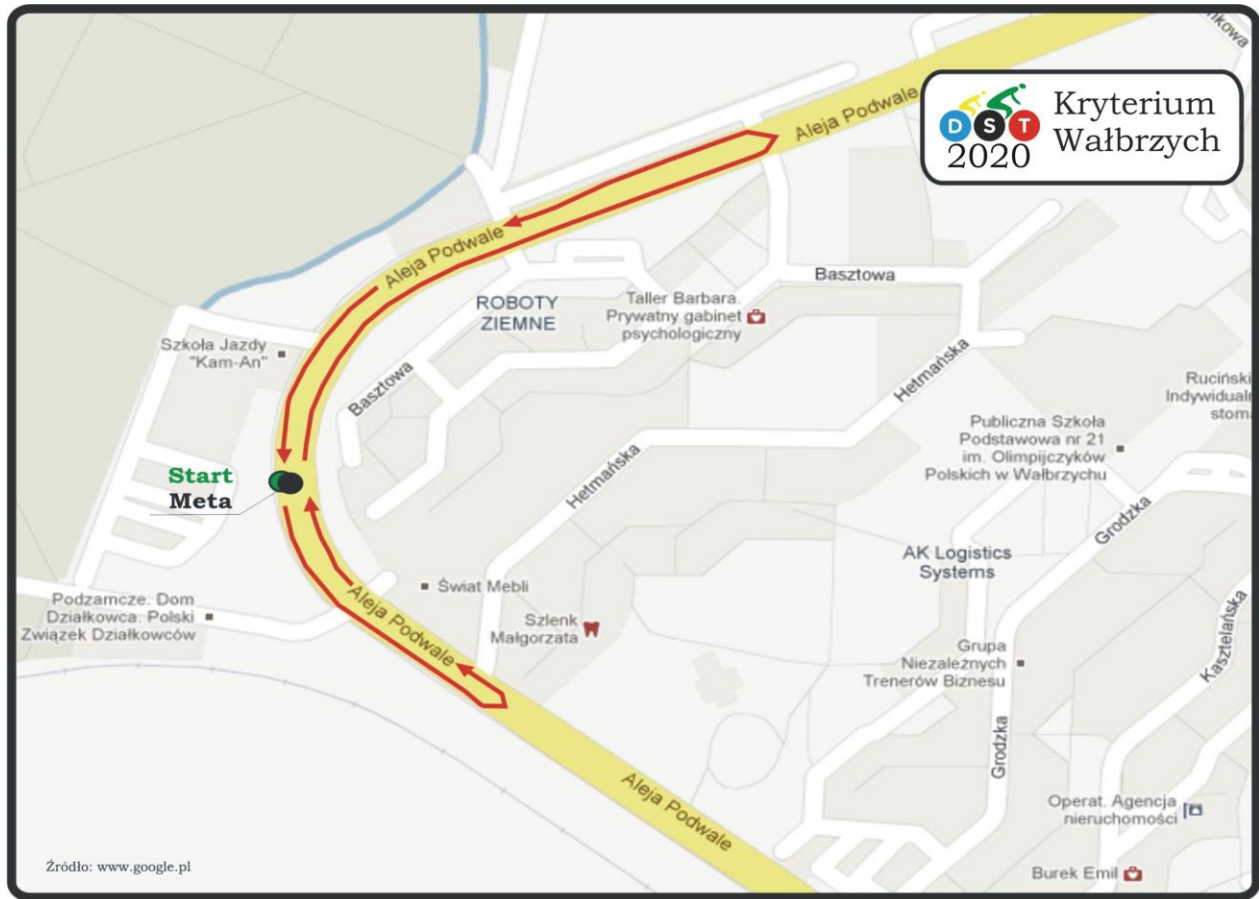 Aleja Podwale
D S T
2020
Kryterium
Wałbrzych
Aleja Podwale
Basztowa
ROBOTY
ZIEMNE
Taller Barbara.
Prywatny gabinet
psychologiczny
Szkoła Jazdy
"Kam-An"
Basztowa
Hetmańska
Ruciński
Indywidualn
stoma
Publiczna Szkoła
Podstawowa nr 21
im. Olimpijczyków
Polskich w Wałbrzychu
Start
Meta
Hetmańska
Grodzka
AK Logistics
Systems
Świat Mebli
Podzamcze. Dom
Działkowca. Polski
Związek Działkowców
Aleja Podwale
Szlenk
Małgorzata
Grupa
Niezależnych
Trenerów Biznesu
Kasztelańska
Grodzka
Aleja Podwale
Operat. Agencja
nieruchomości
Źródło: www.google.pl
Burek Emil